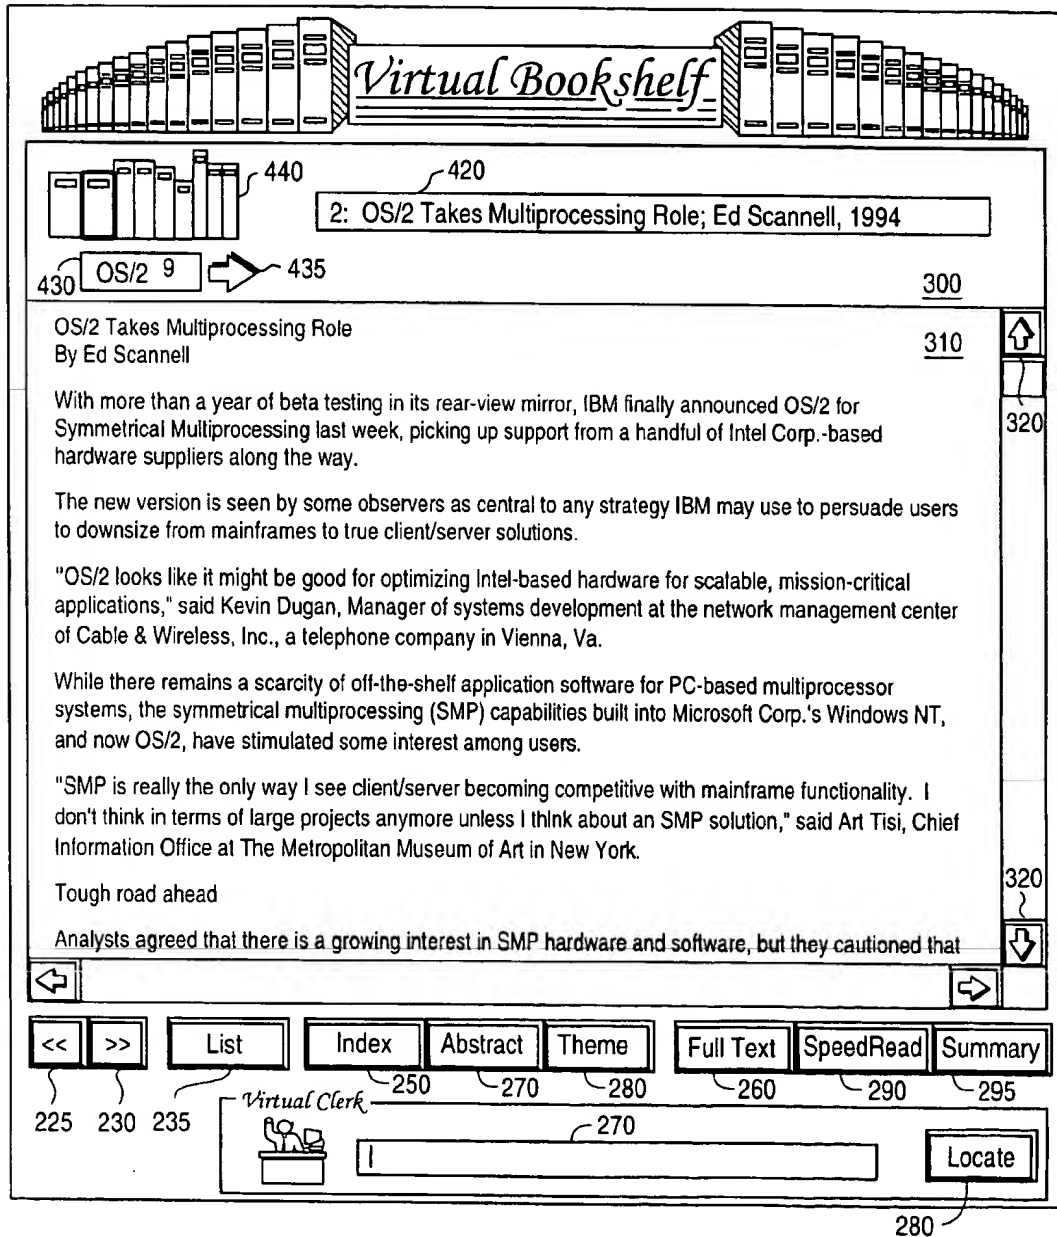 Virtual Bookshelf
440
420
2: OS/2 Takes Multiprocessing Role; Ed Scannell, 1994
430
OS/2 9
435
300
OS/2 Takes Multiprocessing Role
310
By Ed Scannell
320
With more than a year of beta testing in its rear-view mirror, IBM finally announced OS/2 for
Symmetrical Multiprocessing last week, picking up support from a handful of Intel Corp.-based
hardware suppliers along the way.
The new version is seen by some observers as central to any strategy IBM may use to persuade users
to downsize from mainframes to true client/server solutions.
"OS/2 looks like it might be good for optimizing Intel-based hardware for scalable, mission-critical
applications," said Kevin Dugan, Manager of systems development at the network management center
of Cable & Wireless, Inc., a telephone company in Vienna, Va.
While there remains a scarcity of off-the-shelf application software for PC-based multiprocessor
systems, the symmetrical multiprocessing (SMP) capabilities built into Microsoft Corp.'s Windows NT,
and now OS/2, have stimulated some interest among users.
"SMP is really the only way I see client/server becoming competitive with mainframe functionality. I
don't think in terms of large projects anymore unless I think about an SMP solution," said Art Tisi, Chief
Information Office at The Metropolitan Museum of Art in New York.
Tough road ahead
320
Analysts agreed that there is a growing interest in SMP hardware and software, but they cautioned that
<< >> List Index Abstract Theme Full Text SpeedRead Summary
225 230 235 250 270 280 260 290 295
Virtual Clerk
270
Locate
280